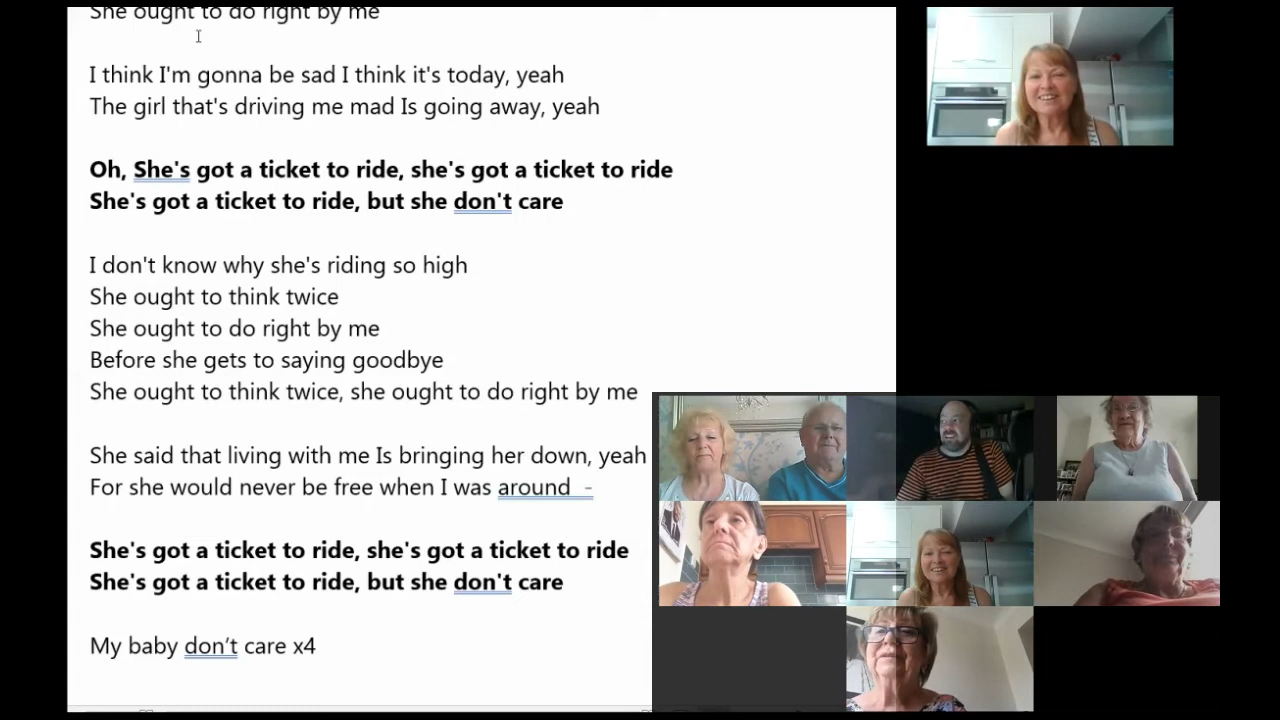 She ought to do right by me
I think I'm gonna be sad I think it's today, yeah
The girl that's driving me mad Is going away, yeah
Oh, She's got a ticket to ride, she's got a ticket to ride
She's got a ticket to ride, but she don't care
I don't know why she's riding so high
She ought to think twice
She ought to do right by me
Before she gets to saying goodbye
She ought to think twice, she ought to do right by me
She said that living with me Is bringing her down, yeah
For she would never be free when I was around -
She's got a ticket to ride, she's got a ticket to ride
She's got a ticket to ride, but she don't care
My baby don’t care x4